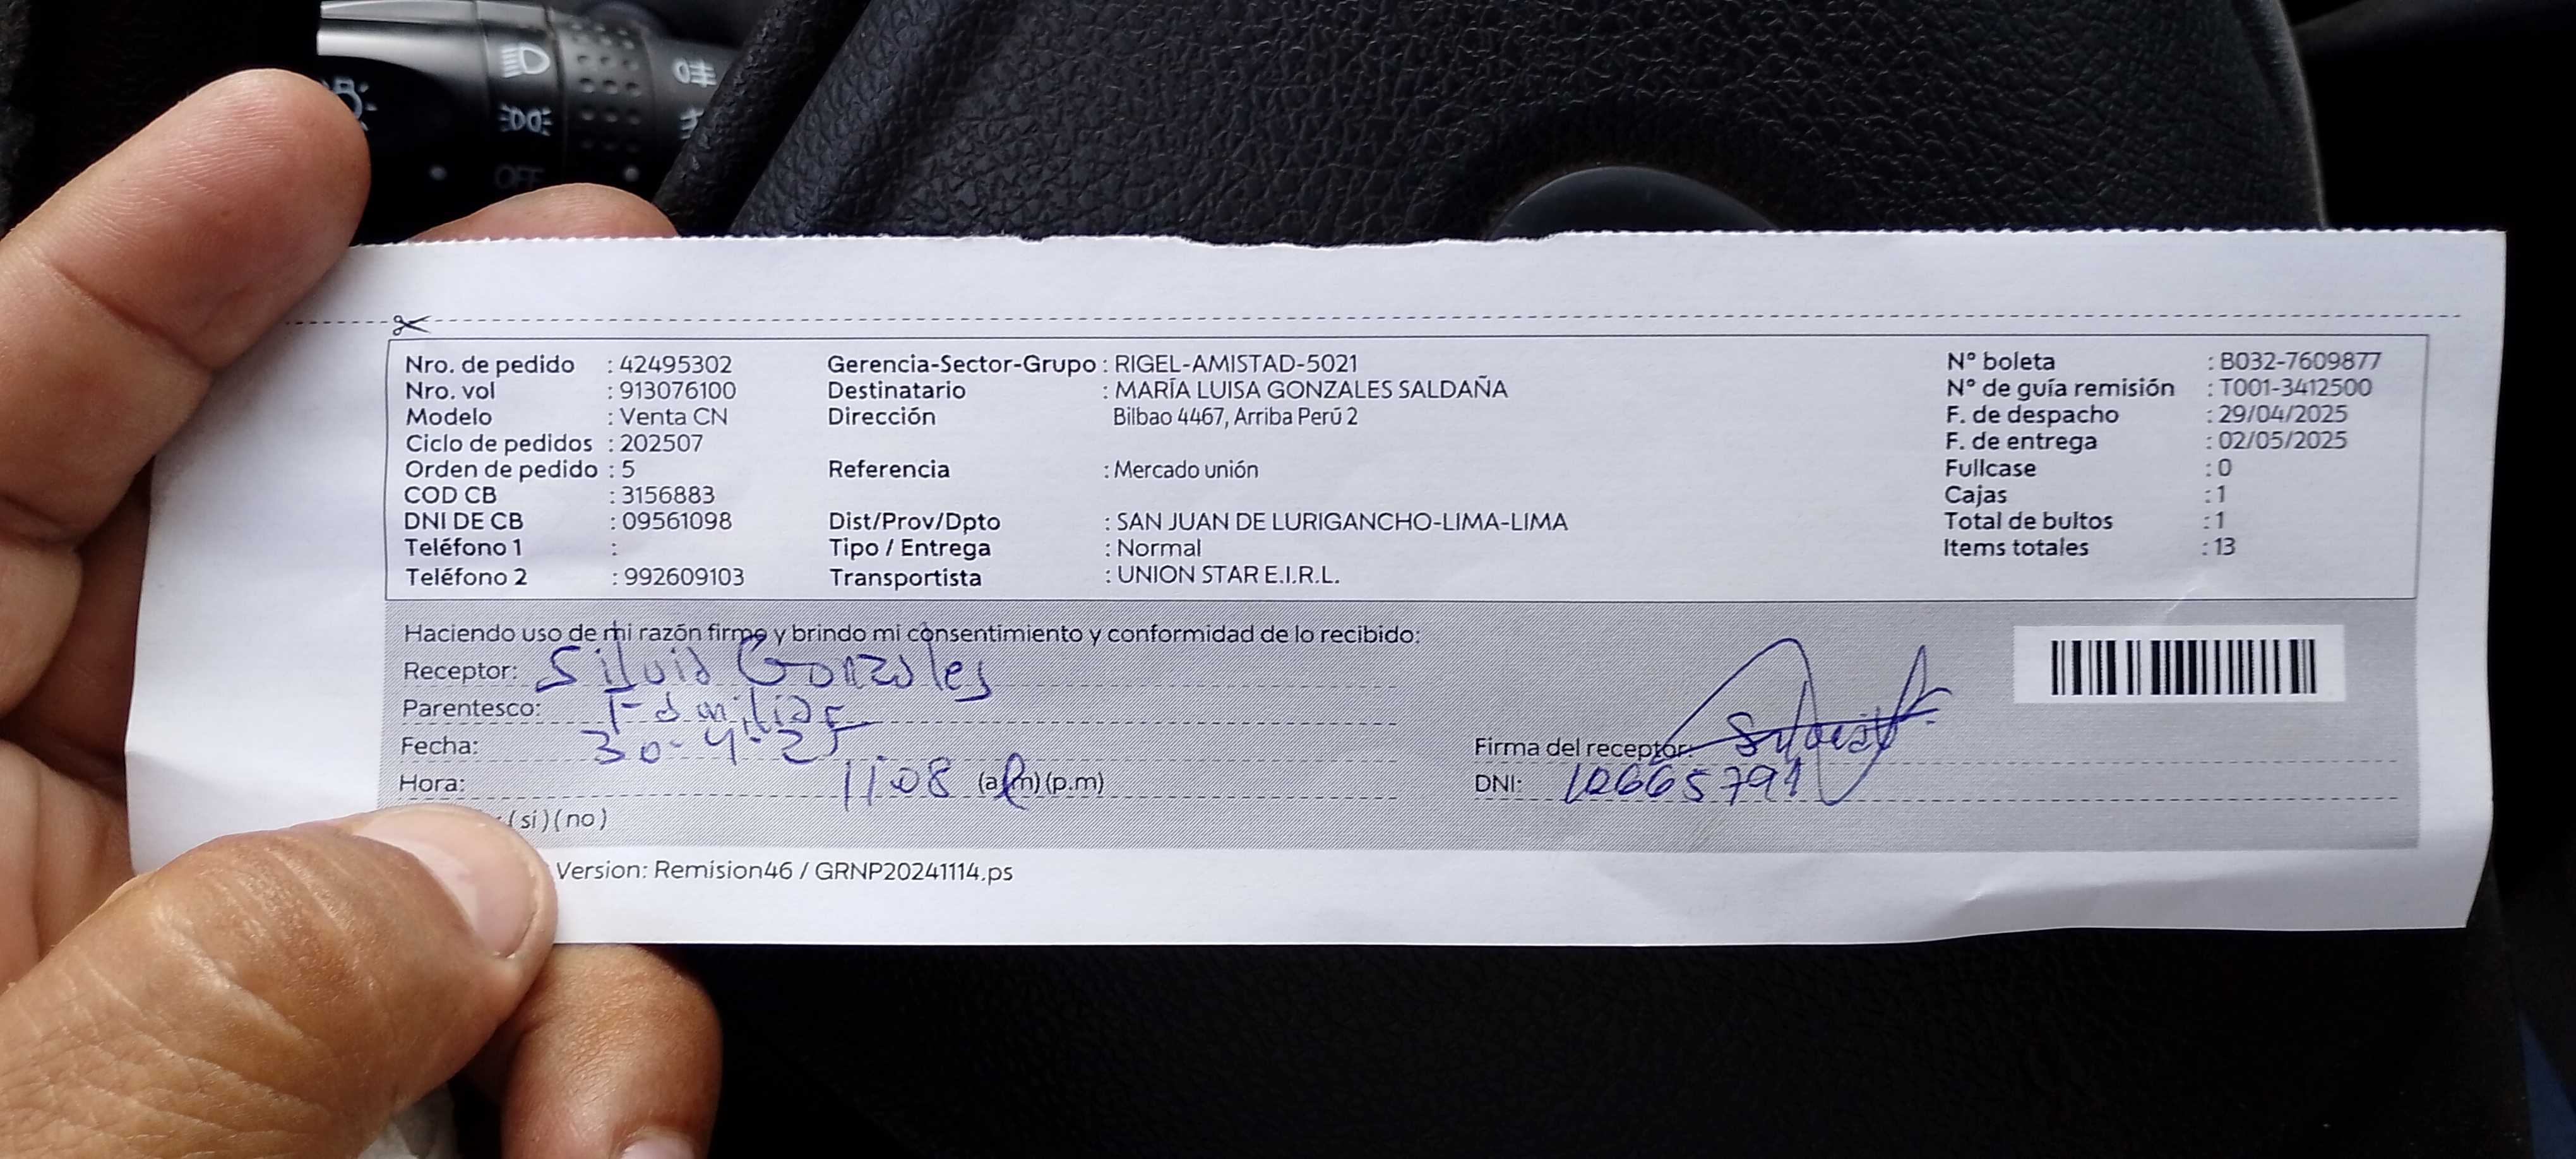 OFF
Nro. de pedido : 42495302 Gerencia-Sector-Grupo : RIGEL-AMISTAD-5021 N° boleta : B032-7609877
Nro. vol : 913076100 Destinatario : MARÍA LUISA GONZALES SALDAÑA N° de guía remisión : T001-3412500
Modelo : Venta CN Dirección Bilbao 4467, Arriba Perú 2 F. de despacho : 29/04/2025
Ciclo de pedidos : 202507 F. de entrega : 02/05/2025
Orden de pedido : 5 Referencia : Mercado unión Fullcase : 0
COD CB : 3156883 Cajas : 1
DNI DE CB : 09561098 Dist/Prov/Dpto : SAN JUAN DE LURIGANCHO-LIMA-LIMA Total de bultos : 1
Teléfono 1 : Tipo / Entrega : Normal Items totales : 13
Teléfono 2 : 992609103 Transportista : UNION STAR E.I.R.L.
Haciendo uso de mi razón firmo y brindo mi consentimiento y conformidad de lo recibido:
Receptor: Silvia Gonzales
Parentesco: Familiar
Fecha: 30-4-25 Firma del receptor:
Hora: 11:08 (a.m) (p.m) DNI:
(si) (no)
Version: Remision46 / GRNP20241114.ps